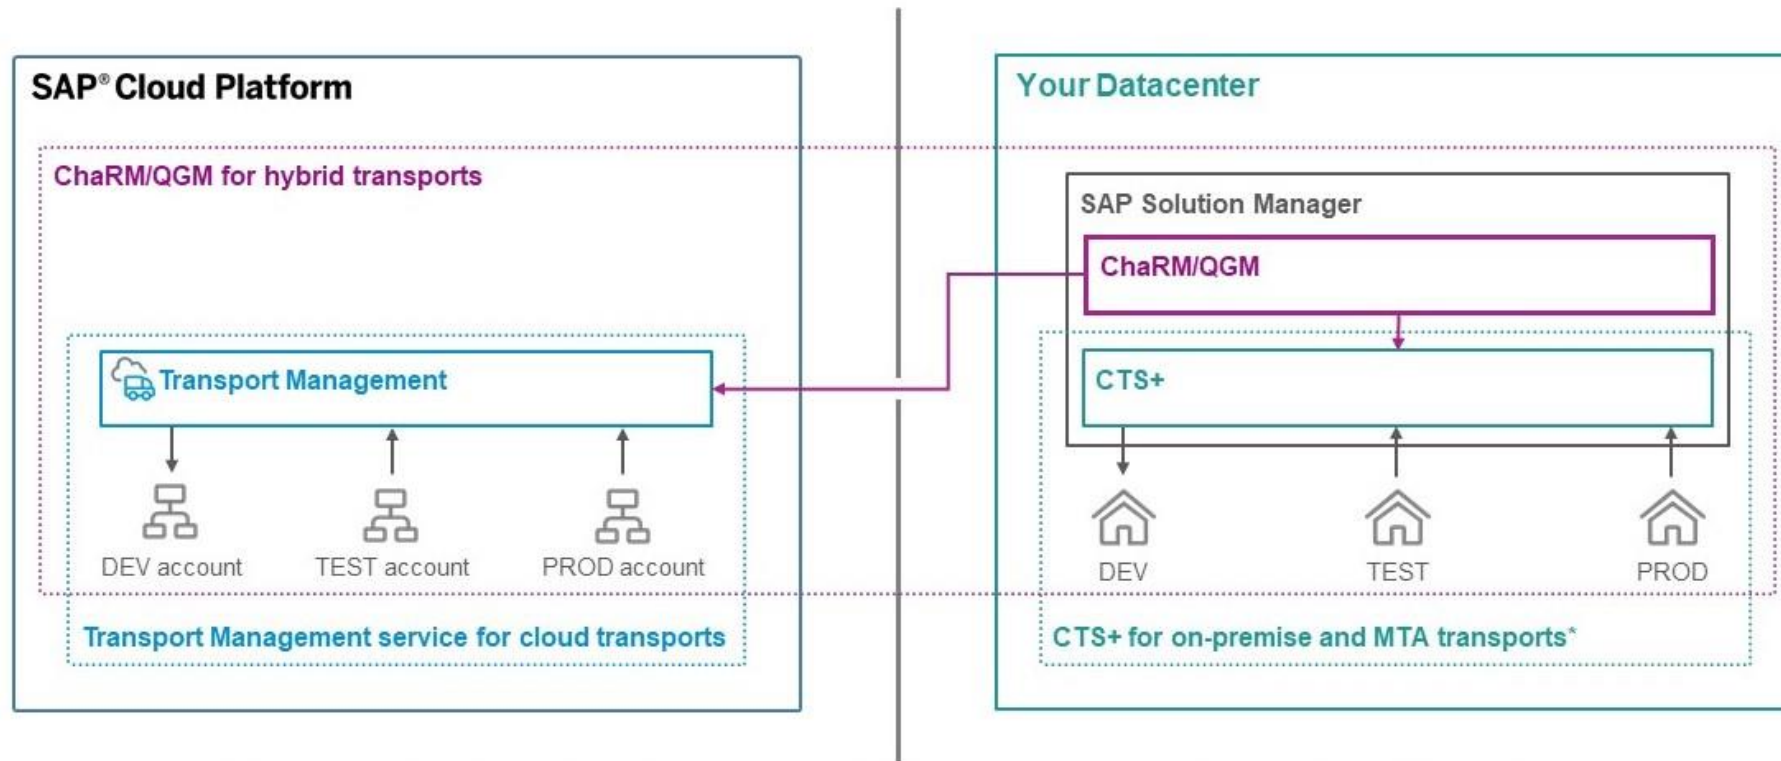 SAP® Cloud Platform
ChaRM/QGM for hybrid transports
Transport Management
DEV account
TEST account
PROD account
Transport Management service for cloud transports
Your Datacenter
SAP Solution Manager
ChaRM/QGM
CTS+
DEV
TEST
PROD
CTS+ for on-premise and MTA transports*